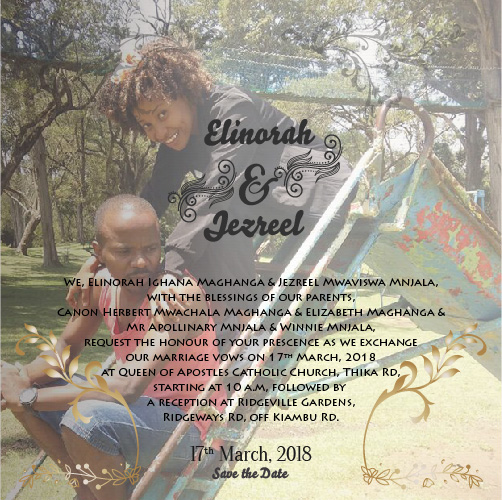 Elinorah
&
Jezreel
We, Elinorah Ighana Maghanga & Jezreel Mwaviswa Mnjala,
with the blessings of our parents,
Canon Herbert Mwachala Maghanga & Elizabeth Maghanga &
Mr Apollinary Mnjala & Winnie Mnjala,
request the honour of your prescence as we exchange
our marriage vows on 17th March, 2018
at Queen of Apostles Catholic Church, Thika Rd,
starting at 10 a.m, followed by
a reception at Ridgeville Gardens,
Ridgeways Rd, off Kiambu Rd.
17th March, 2018
Save the Date